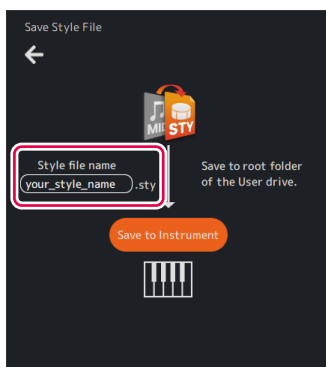 Save Style File
MID
STY
Style file name
your_style_name .sty
Save to root folder
of the User drive.
Save to Instrument